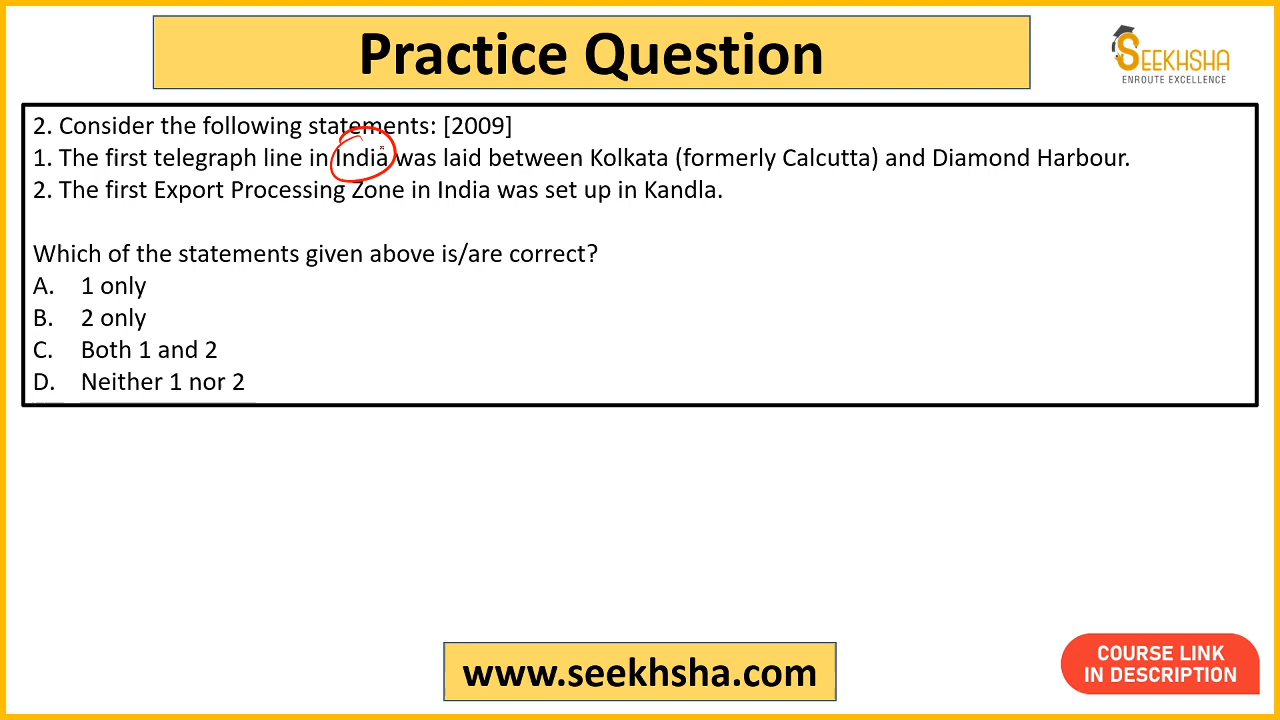 Practice Question
SEEKHSHA
ENROUTE EXCELLENCE
2. Consider the following statements: [2009]
1. The first telegraph line in India was laid between Kolkata (formerly Calcutta) and Diamond Harbour.
2. The first Export Processing Zone in India was set up in Kandla.
Which of the statements given above is/are correct?
A. 1 only
B. 2 only
C. Both 1 and 2
D. Neither 1 nor 2
www.seekhsha.com
COURSE LINK
IN DESCRIPTION